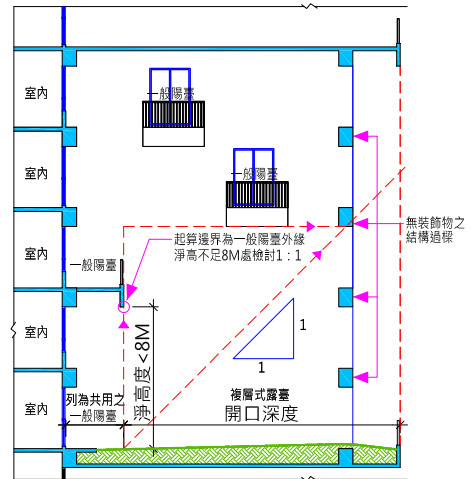 室內
一般陽臺
室內
一般陽臺
室內
無裝飾物之
結構過樑
起算邊界為一般陽臺外緣
淨高不足8M處檢討1：1
一般陽臺
淨高度<8M
室內
1
1
室內
列為共用之
一般陽臺
複層式露臺
開口深度